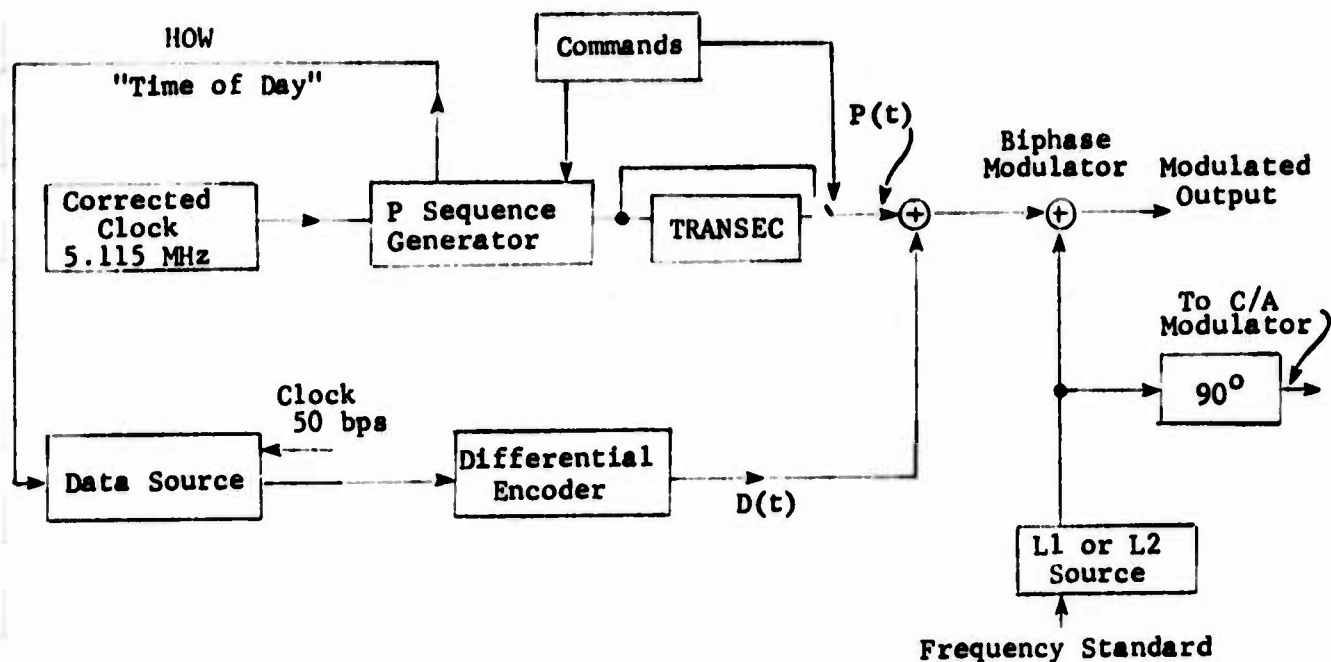 HOW
"Time of Day"
Commands
P(t)
Biphase
Modulator
Modulated
Output
Corrected
Clock
5.115 MHz
P Sequence
Generator
TRANSEC
To C/A
Modulator
90°
Clock
50 bps
Data Source
Differential
Encoder
D(t)
L1 or L2
Source
Frequency Standard